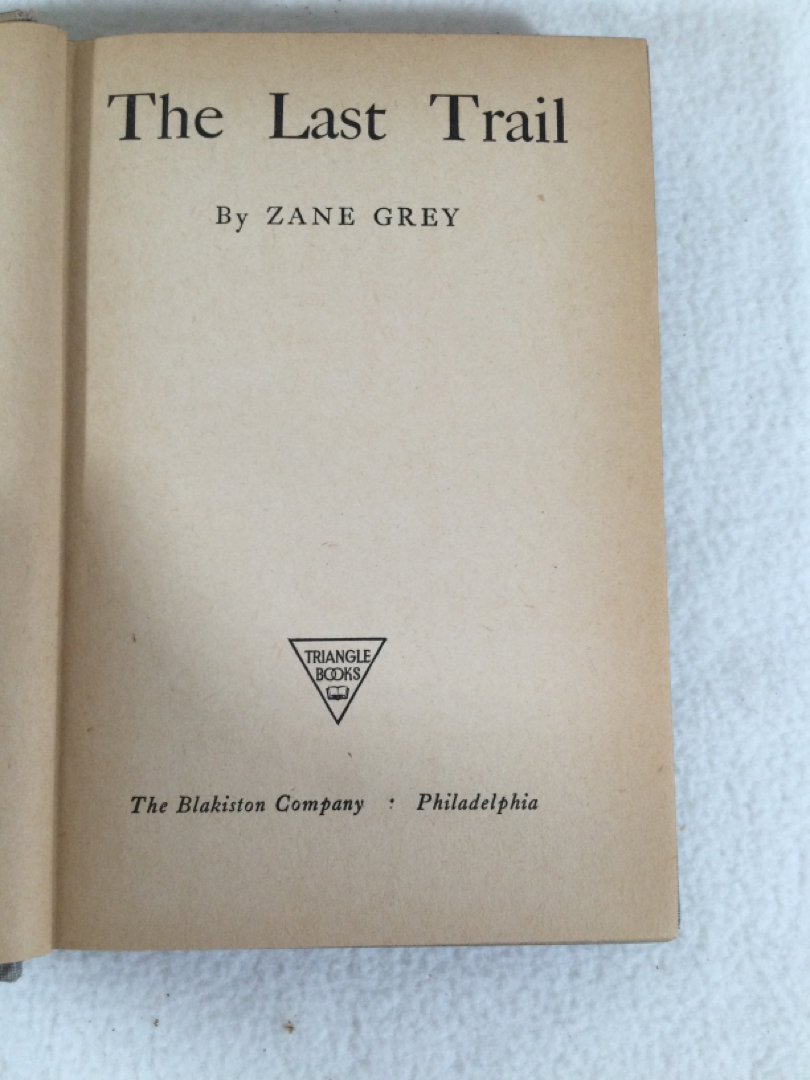 The Last Trail
By ZANE GREY
TRIANGLE
BOOKS
The Blakiston Company : Philadelphia